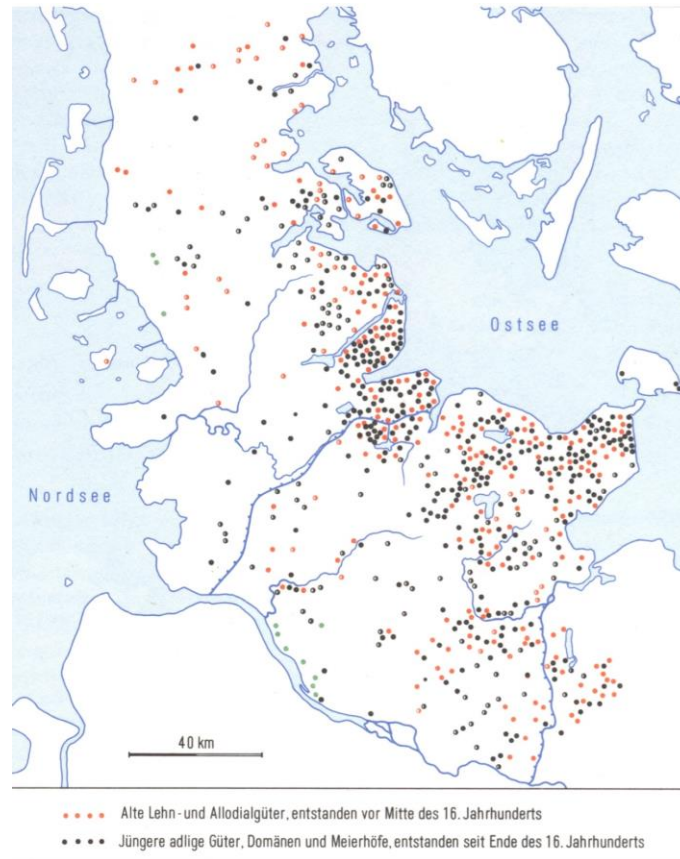 Ostsee
Nordsee
40 km
Alte Lehn- und Allodialgüter, entstanden vor Mitte des 16. Jahrhunderts
Jüngere adlige Güter, Domänen und Meierhöfe, entstanden seit Ende des 16. Jahrhunderts